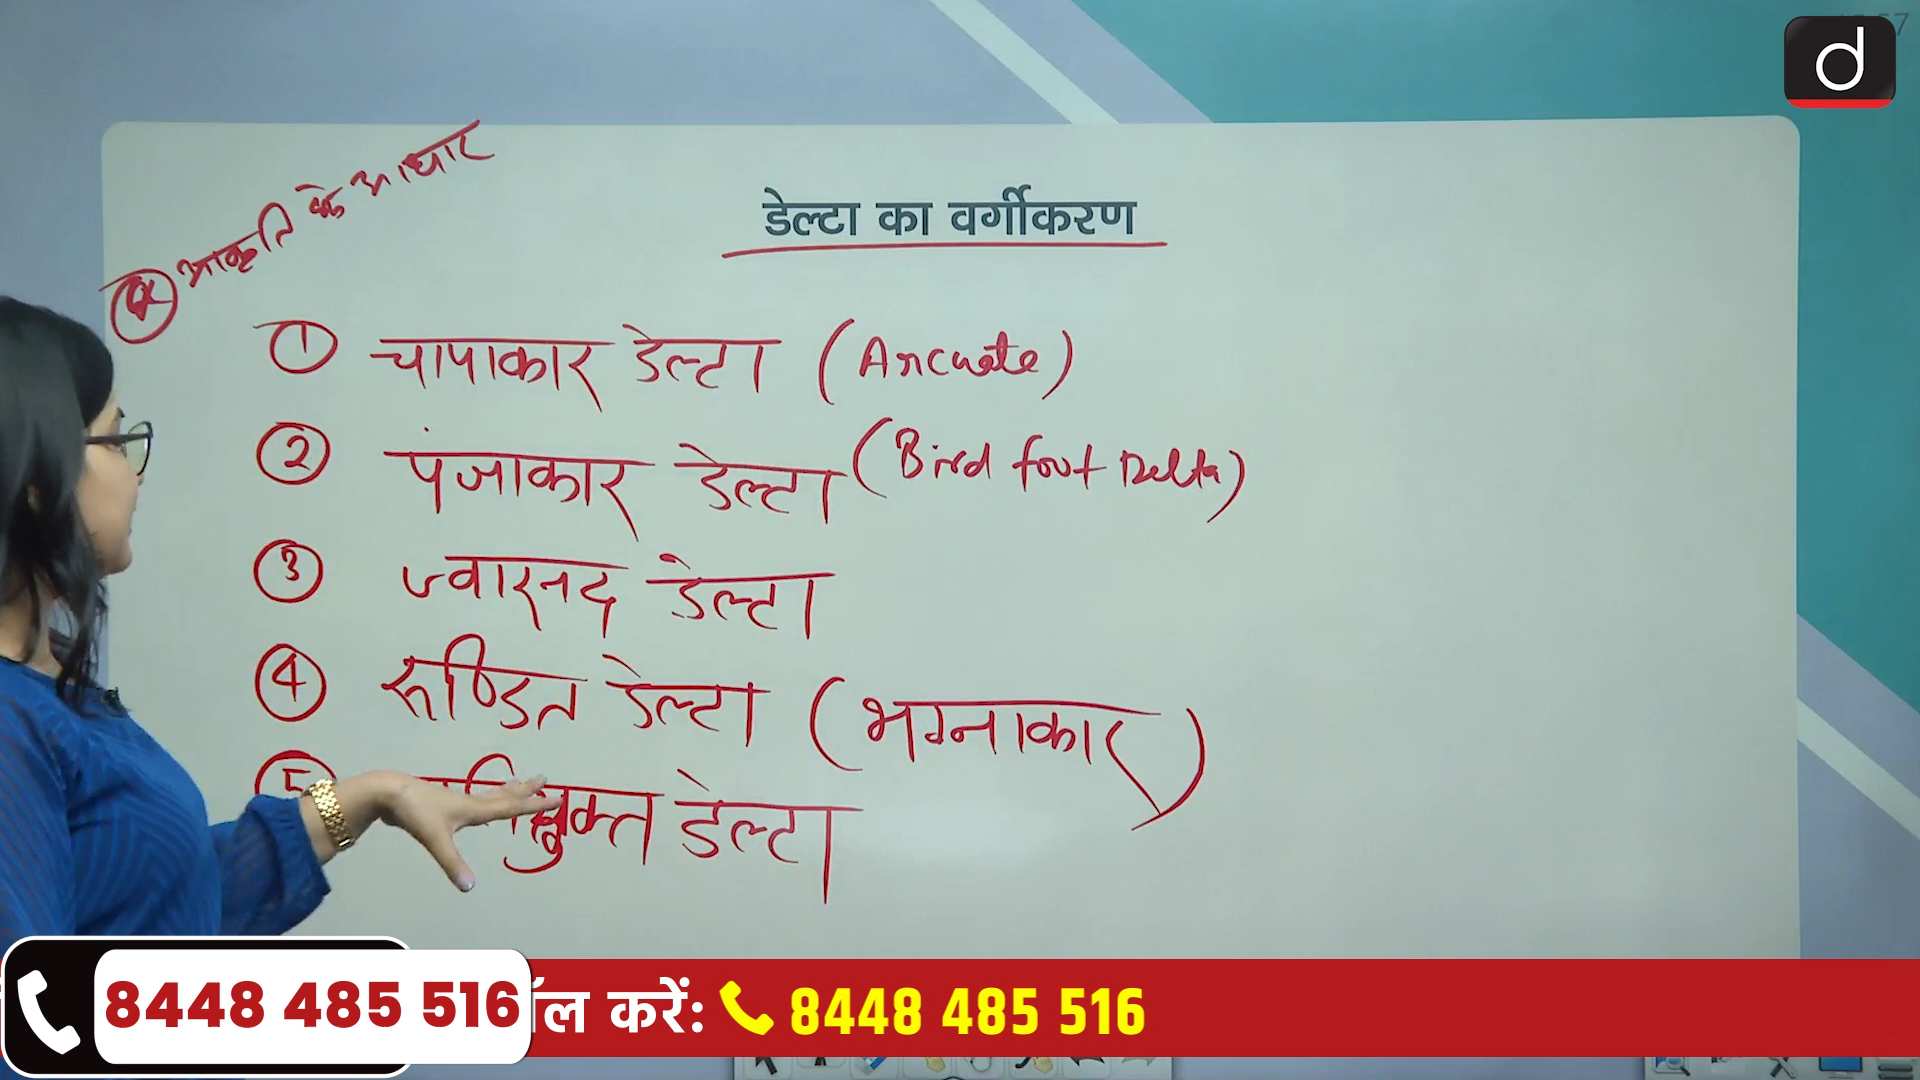 d
डेल्टा का वर्गीकरण
आकृति के आधार
① चापाकार डेल्टा (Arcuate)
② पंजाकार डेल्टा (Bird foot Delta)
③ ज्वारनद डेल्टा
④ रूण्डित डेल्टा (भग्नाकार)
⑤ डेल्टा
8448 485 516
करें: 8448 485 516